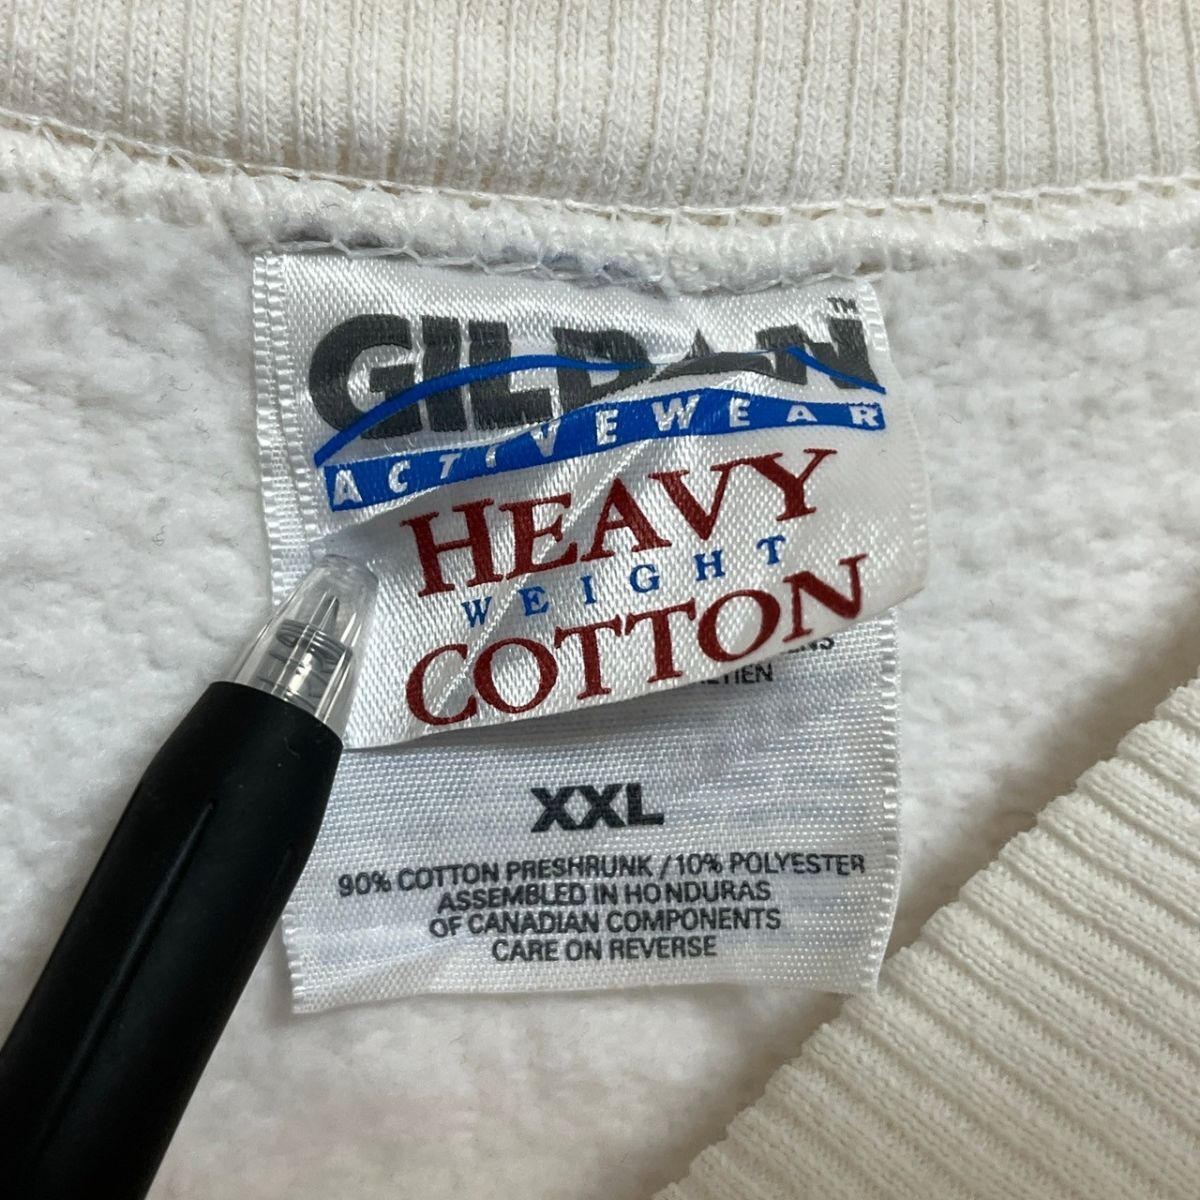 GILDAN™
ACTIVEWEAR
HEAVY
WEIGHT
COTTON
XXL
90% COTTON PRESHRUNK / 10% POLYESTER
ASSEMBLED IN HONDURAS
OF CANADIAN COMPONENTS
CARE ON REVERSE